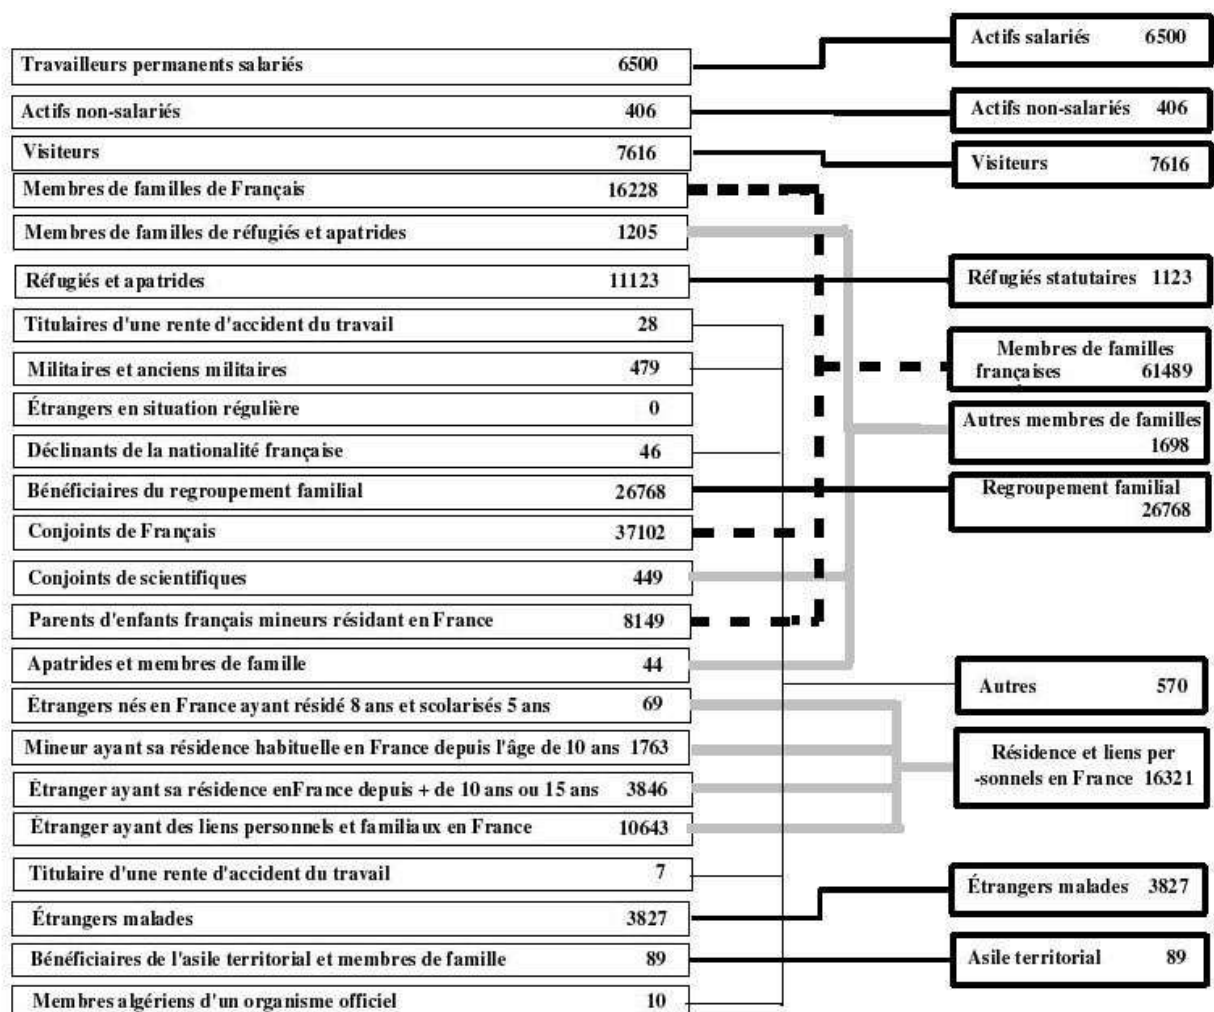 Travailleurs permanents salariés 6500
Actifs non-salariés 406
Visiteurs 7616
Membres de familles de Français 16228
Membres de familles de réfugiés et apatrides 1205
Réfugiés et apatrides 11123
Titulaires d'une rente d'accident du travail 28
Militaires et anciens militaires 479
Étrangers en situation régulière 0
Déclinants de la nationalité française 46
Bénéficiaires du regroupement familial 26768
Conjoints de Français 37102
Conjoints de scientifiques 449
Parents d'enfants français mineurs résidant en France 8149
Apatrides et membres de famille 44
Étrangers nés en France ayant résidé 8 ans et scolarisés 5 ans 69
Mineur ayant sa résidence habituelle en France depuis l'âge de 10 ans 1763
Étranger ayant sa résidence enFrance depuis + de 10 ans ou 15 ans 3846
Étranger ayant des liens personnels et familiaux en France 10643
Titulaire d'une rente d'accident du travail 7
Étrangers malades 3827
Bénéficiaires de l'asile territorial et membres de famille 89
Membres algériens d'un organisme officiel 10
Actifs salariés 6500
Actifs non-salariés 406
Visiteurs 7616
Réfugiés statutaires 1123
Membres de familles
françaises 61489
Autres membres de familles
1698
Regroupement familial
26768
Autres 570
Résidence et liens per
-sonnels en France 16321
Étrangers malades 3827
Asile territorial 89